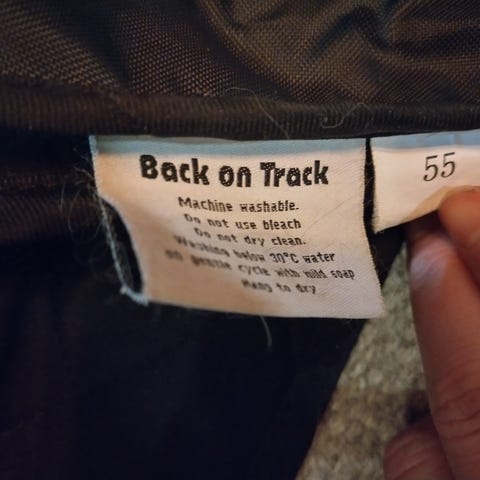 Back on Track
Machine washable.
Do not use bleach
Do not dry clean.
Washing below 30°C water
on gentle cycle with mild soap
Hang to dry
55